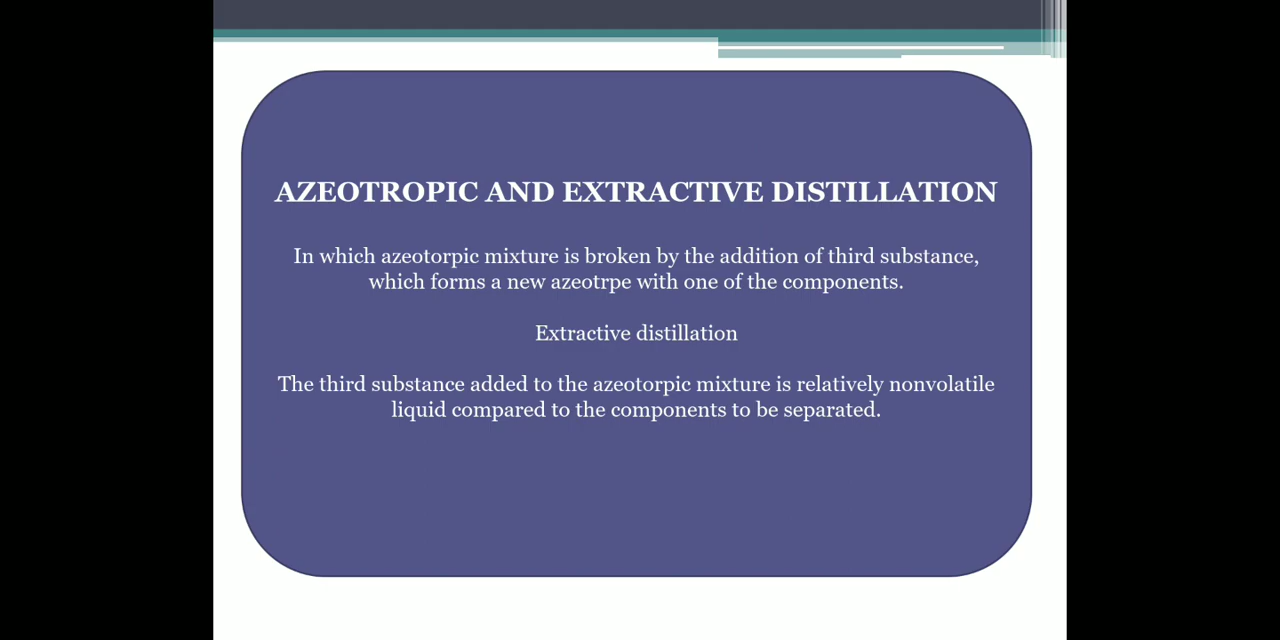 AZEOTROPIC AND EXTRACTIVE DISTILLATION
In which azeotorpic mixture is broken by the addition of third substance,
which forms a new azeotrpe with one of the components.
Extractive distillation
The third substance added to the azeotorpic mixture is relatively nonvolatile
liquid compared to the components to be separated.